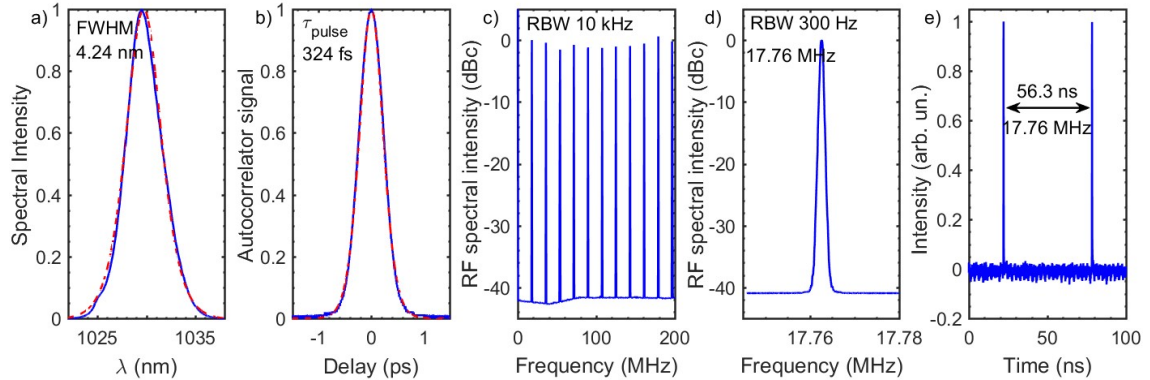 a)
FWHM
4.24 nm
Spectral Intensity
1
0.8
0.6
0.4
0.2
0
1025
1035
λ (nm)
b)
τpulse
324 fs
Autocorrelator signal
1
0.8
0.6
0.4
0.2
0
-1
0
1
Delay (ps)
c)
RBW 10 kHz
RF spectral intensity (dBc)
0
-10
-20
-30
-40
0
100
200
Frequency (MHz)
d)
RBW 300 Hz
17.76 MHz
RF spectral intensity (dBc)
0
-10
-20
-30
-40
17.76
17.78
Frequency (MHz)
e)
56.3 ns
17.76 MHz
Intensity (arb. un.)
1
0.8
0.6
0.4
0.2
0
-0.2
0
50
100
Time (ns)